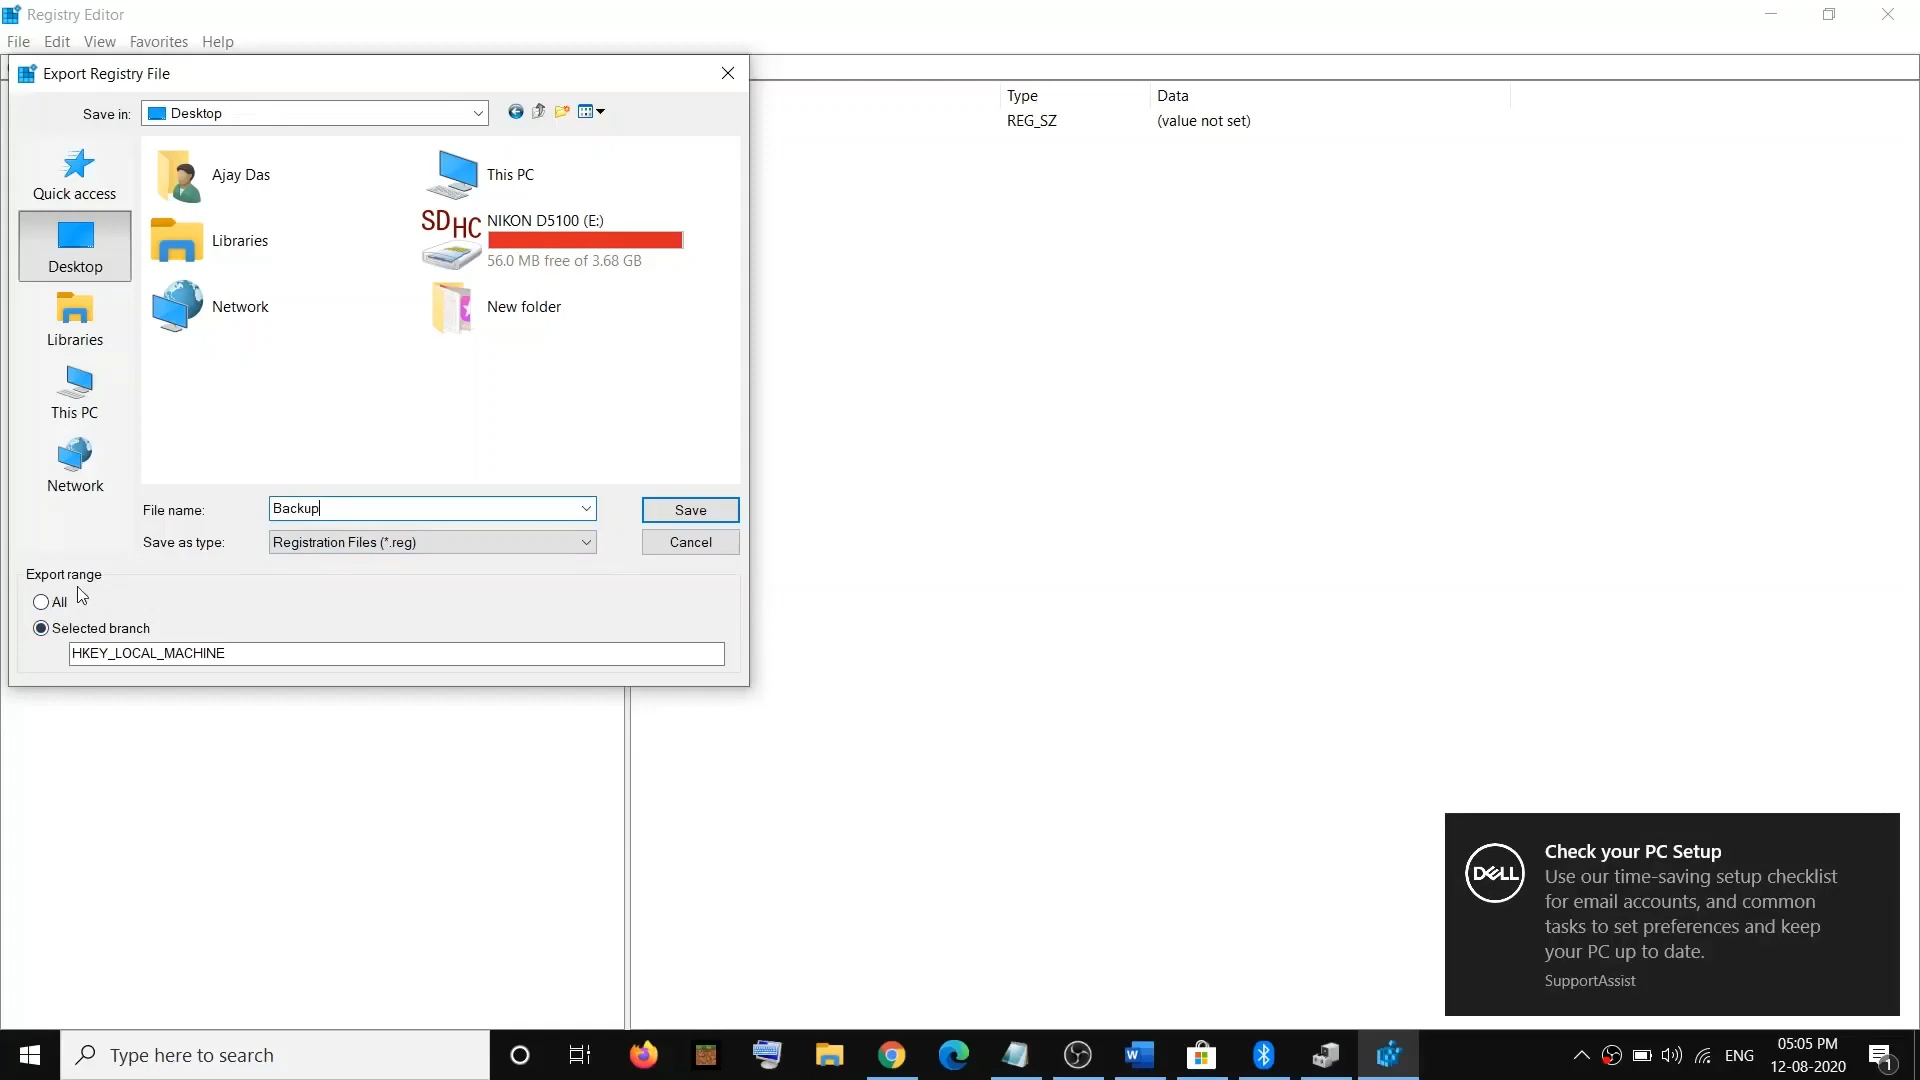 Registry Editor
File Edit View Favorites Help
Export Registry File
Save in: Desktop
Type Data
REG_SZ (value not set)
Quick access
Desktop
Libraries
This PC
Network
Ajay Das
This PC
Libraries
SDHC
NIKON D5100 (E:)
56.0 MB free of 3.68 GB
Network
New folder
File name: Backup Save
Save as type: Registration Files (*.reg) Cancel
Export range
All
Selected branch
HKEY_LOCAL_MACHINE
DELL
Check your PC Setup
Use our time-saving setup checklist
for email accounts, and common
tasks to set preferences and keep
your PC up to date.
SupportAssist
Type here to search
W
ENG
05:05 PM
12-08-2020
1